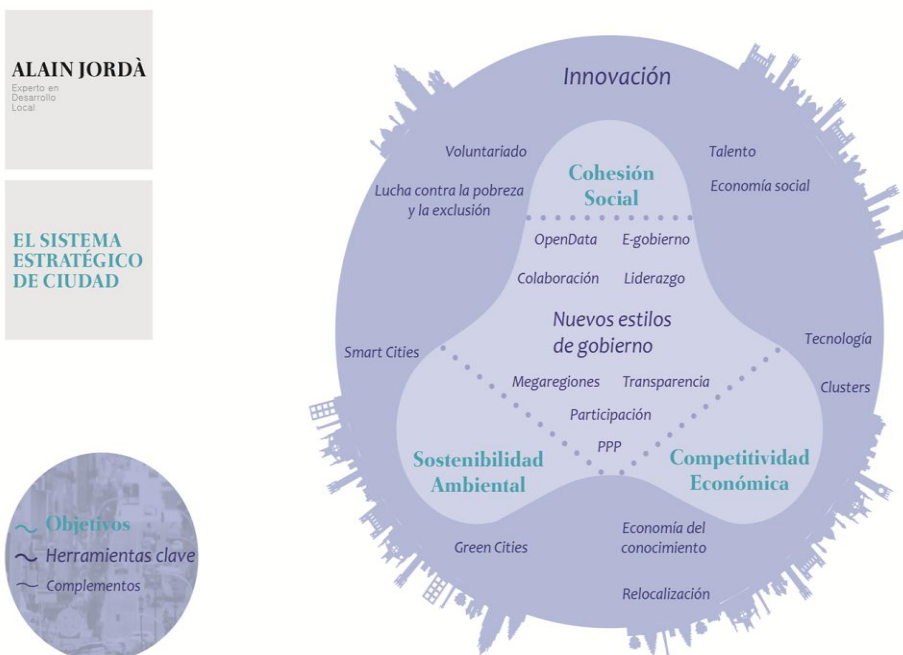 ALAIN JORDÀ
Experto en
Desarrollo
Local
EL SISTEMA
ESTRATÉGICO
DE CIUDAD
Objetivos
Herramientas clave
Complementos
Innovación
Voluntariado
Talento
Cohesión
Social
Lucha contra la pobreza
y la exclusión
Economía social
OpenData
E-gobierno
Colaboración
Liderazgo
Nuevos estilos
de gobierno
Smart Cities
Tecnología
Megaregiones
Transparencia
Clusters
Participación
PPP
Sostenibilidad
Ambiental
Competitividad
Económica
Green Cities
Economía del
conocimiento
Relocalización